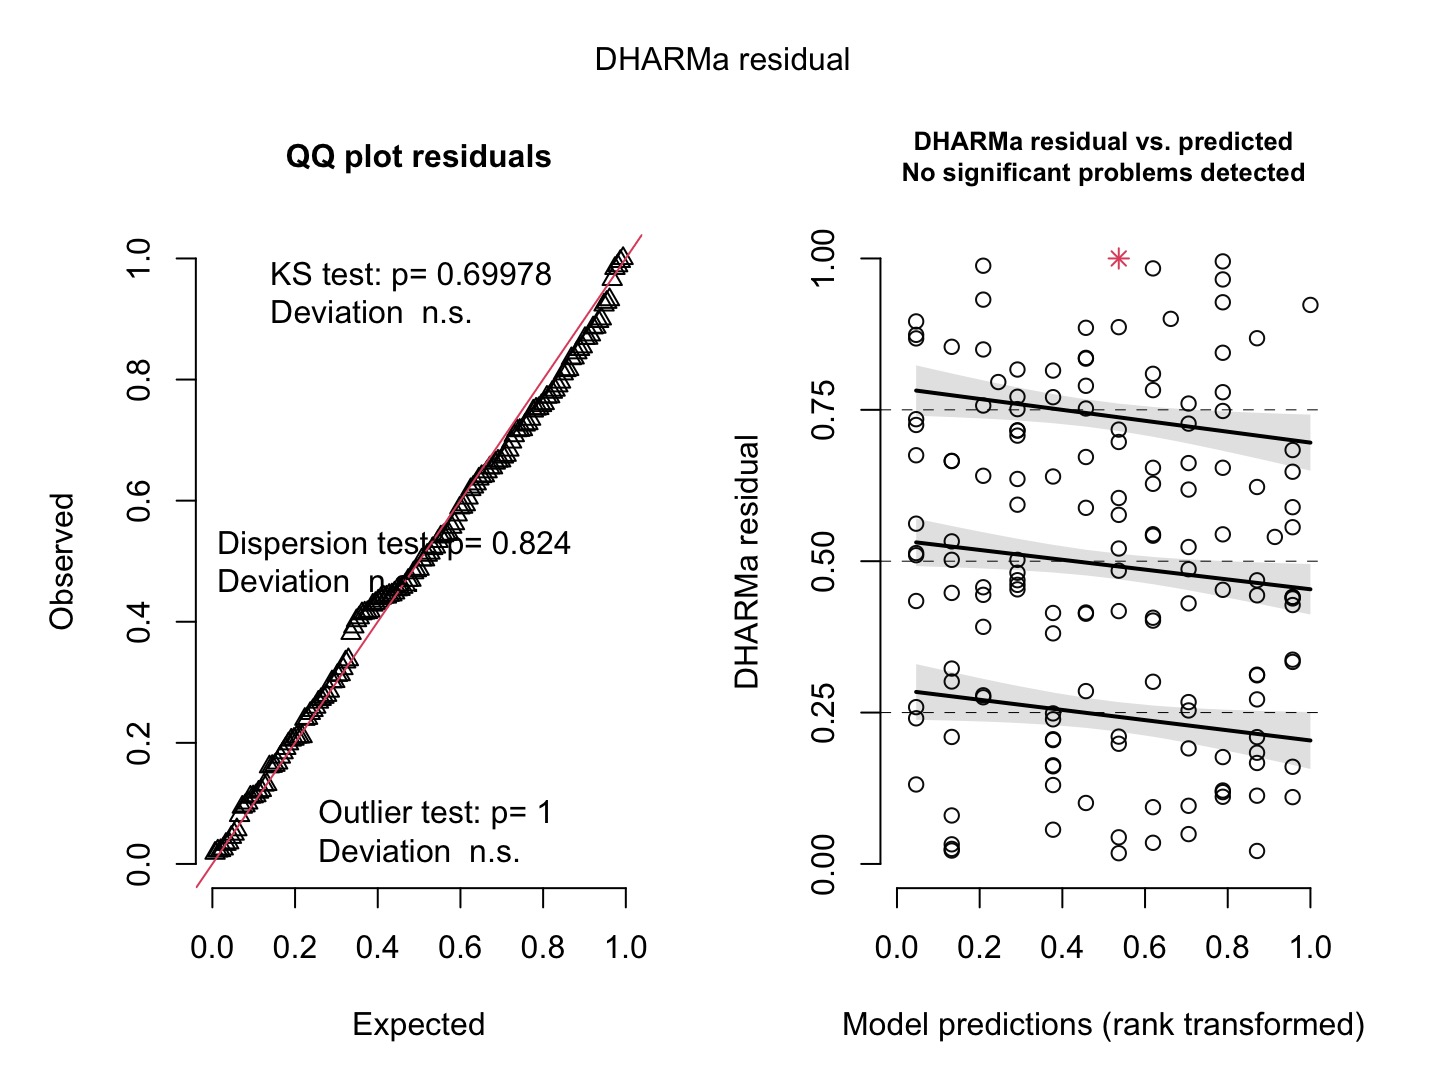 DHARMa residual
QQ plot residuals
KS test: p= 0.69978
Deviation n.s.
Dispersion test: p= 0.824
Deviation n.
Outlier test: p= 1
Deviation n.s.
Observed
1.0
0.8
0.6
0.4
0.2
0.0
0.0 0.2 0.4 0.6 0.8 1.0
Expected
DHARMa residual vs. predicted
No significant problems detected
DHARMa residual
1.00
0.75
0.50
0.25
0.00
0.0 0.2 0.4 0.6 0.8 1.0
Model predictions (rank transformed)